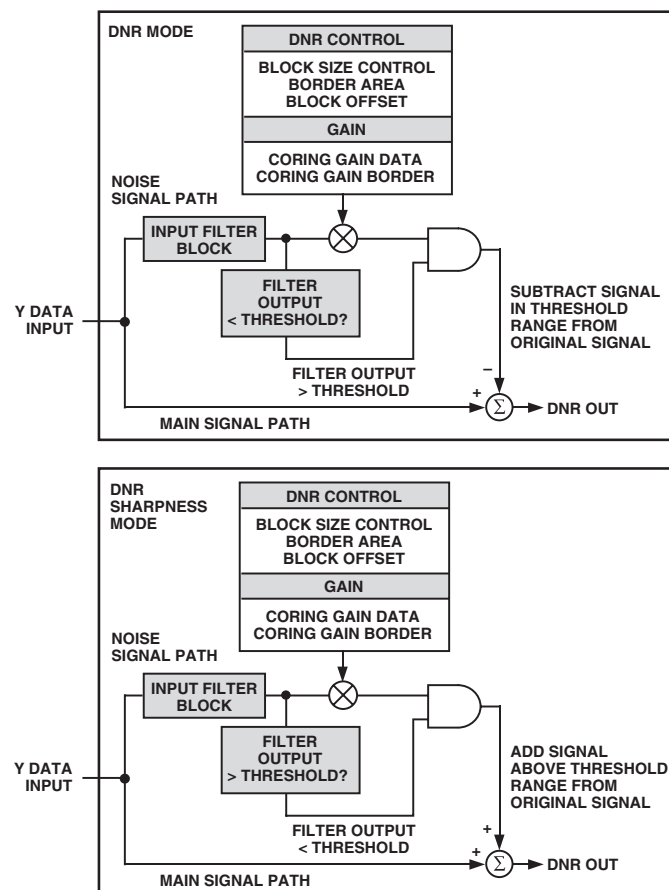 DNR MODE
DNR CONTROL
BLOCK SIZE CONTROL
BORDER AREA
BLOCK OFFSET
GAIN
CORING GAIN DATA
CORING GAIN BORDER
NOISE
SIGNAL PATH
INPUT FILTER
BLOCK
FILTER
OUTPUT
< THRESHOLD?
Y DATA
INPUT
SUBTRACT SIGNAL
IN THRESHOLD
RANGE FROM
ORIGINAL SIGNAL
FILTER OUTPUT
> THRESHOLD
–
+
Σ
DNR OUT
MAIN SIGNAL PATH
DNR
SHARPNESS
MODE
DNR CONTROL
BLOCK SIZE CONTROL
BORDER AREA
BLOCK OFFSET
GAIN
CORING GAIN DATA
CORING GAIN BORDER
NOISE
SIGNAL PATH
INPUT FILTER
BLOCK
FILTER
OUTPUT
> THRESHOLD?
Y DATA
INPUT
ADD SIGNAL
ABOVE THRESHOLD
RANGE FROM
ORIGINAL SIGNAL
FILTER OUTPUT
< THRESHOLD
+
+
Σ
DNR OUT
MAIN SIGNAL PATH